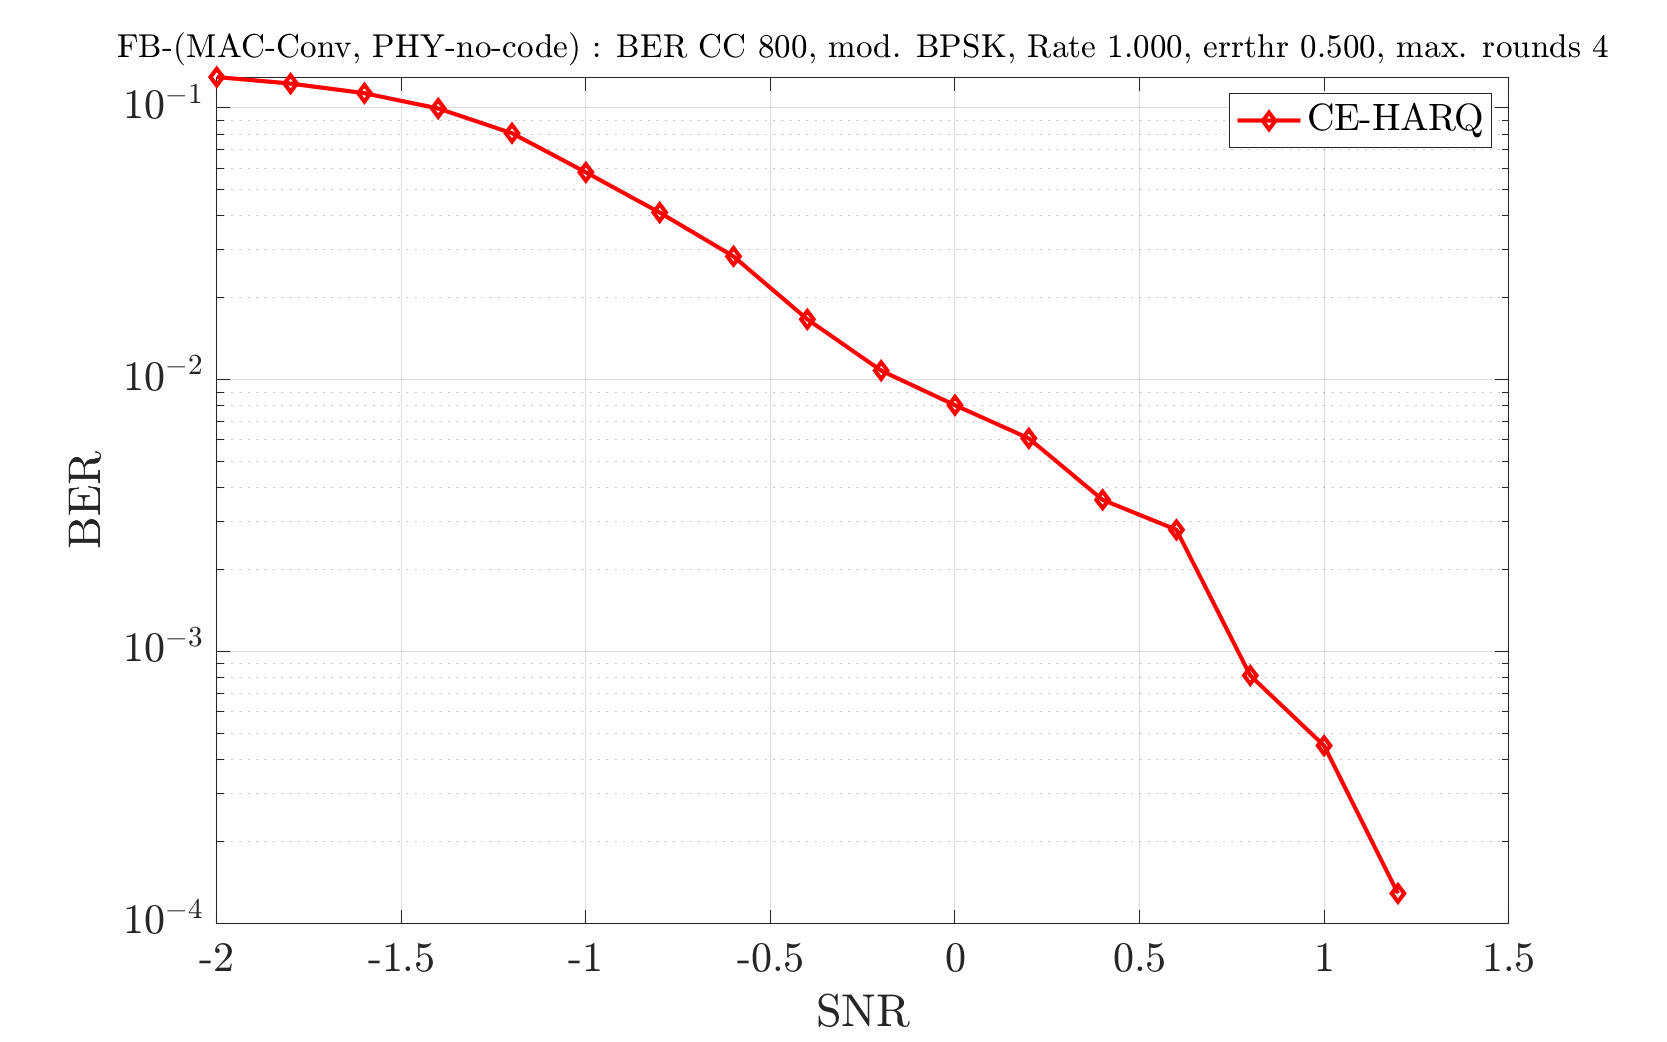 FB-(MAC-Conv, PHY-no-code) : BER CC 800, mod. BPSK, Rate 1.000, errthr 0.500, max. rounds 4
CE-HARQ
10^{-1}
10^{-2}
10^{-3}
10^{-4}
BER
-2 -1.5 -1 -0.5 0 0.5 1 1.5
SNR